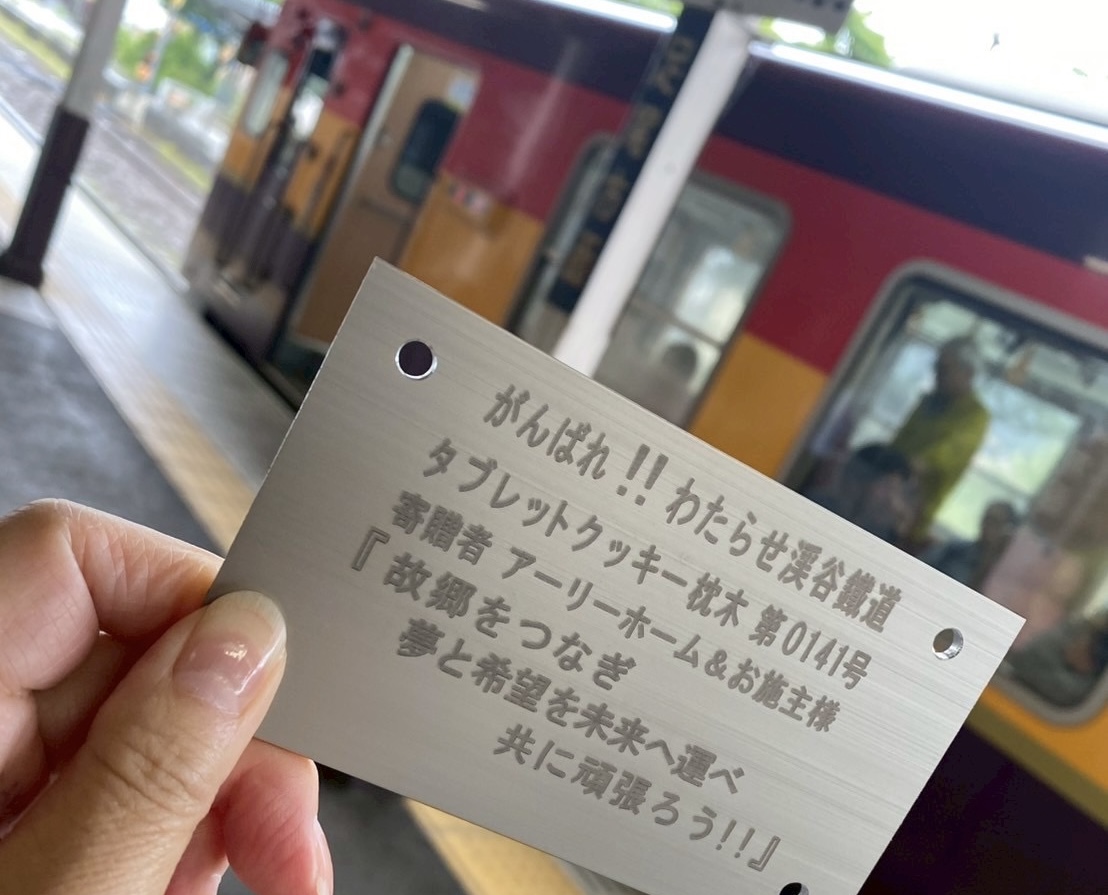 がんばれ!!わたらせ渓谷鐵道
タブレットクッキー枕木 第0141号
寄贈者 アーリーホーム&お施主様
『故郷をつなぎ
夢と希望を未来へ運べ
共に頑張ろう!!』